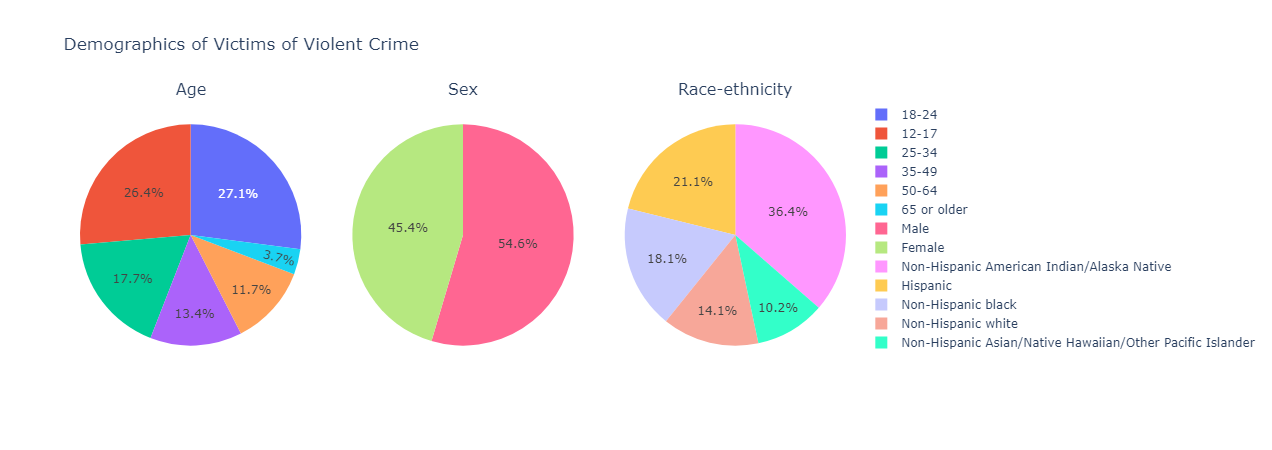 Demographics of Victims of Violent Crime
Age
Sex
Race-ethnicity
27.1%
26.4%
17.7%
13.4%
11.7%
3.7%
54.6%
45.4%
36.4%
21.1%
18.1%
14.1%
10.2%
18-24
12-17
25-34
35-49
50-64
65 or older
Male
Female
Non-Hispanic American Indian/Alaska Native
Hispanic
Non-Hispanic black
Non-Hispanic white
Non-Hispanic Asian/Native Hawaiian/Other Pacific Islander